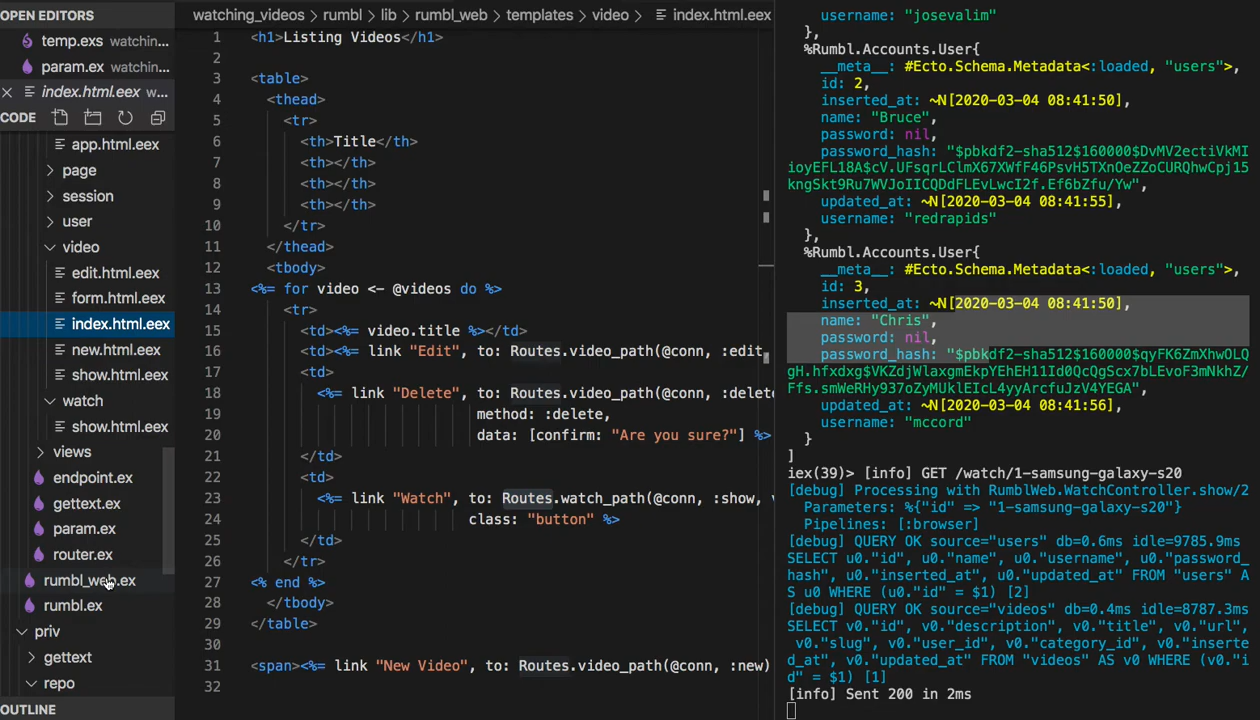 OPEN EDITORS
temp.exs watchin...
param.ex watchin...
index.html.eex w...
CODE
app.html.eex
page
session
user
video
edit.html.eex
form.html.eex
index.html.eex
new.html.eex
show.html.eex
watch
show.html.eex
views
endpoint.ex
gettext.ex
param.ex
router.ex
rumbl_web.ex
rumbl.ex
priv
gettext
repo
OUTLINE
watching_videos > rumbl > lib > rumbl_web > templates > video > index.html.eex
1 <h1>Listing Videos</h1>
2
3 <table>
4 <thead>
5 <tr>
6 <th>Title</th>
7 <th></th>
8 <th></th>
9 <th></th>
10 </tr>
11 </thead>
12 <tbody>
13 <%= for video <- @videos do %>
14 <tr>
15 <td><%= video.title %></td>
16 <td><%= link "Edit", to: Routes.video_path(@conn, :edit,
17 <td>
18 <%= link "Delete", to: Routes.video_path(@conn, :delete
19 method: :delete,
20 data: [confirm: "Are you sure?"] %>
21 </td>
22 <td>
23 <%= link "Watch", to: Routes.watch_path(@conn, :show, v
24 class: "button" %>
25 </td>
26 </tr>
27 <% end %>
28 </tbody>
29 </table>
30
31 <span><%= link "New Video", to: Routes.video_path(@conn, :new)
32
username: "josevalim"
},
%Rumbl.Accounts.User{
__meta__: #Ecto.Schema.Metadata<:loaded, "users">,
id: 2,
inserted_at: ~N[2020-03-04 08:41:50],
name: "Bruce",
password: nil,
password_hash: "$pbkdf2-sha512$160000$DvMV2ectiVkMI
ioyEFL18A$cV.UFsqrLClmX67XWfF46PsvH5TXnOeZZoCURQhwCpj15
kngSkt9Ru7WVJoIICQDdFLEvLwcI2f.Ef6bZfu/Yw",
updated_at: ~N[2020-03-04 08:41:55],
username: "redrapids"
},
%Rumbl.Accounts.User{
__meta__: #Ecto.Schema.Metadata<:loaded, "users">,
id: 3,
inserted_at: ~N[2020-03-04 08:41:50],
name: "Chris",
password: nil,
password_hash: "$pbkdf2-sha512$160000$qyFK6ZmXhwOLQ
gH.hfxdxg$VKZdjWlaxgmEkpYEhEH11Id0QcQgScx7bLEvoF3mNkhZ/
Ffs.smWeRHy937oZyMUklEIcL4yyArcfuJzV4YEGA",
updated_at: ~N[2020-03-04 08:41:56],
username: "mccord"
}
]
iex(39)> [info] GET /watch/1-samsung-galaxy-s20
[debug] Processing with RumblWeb.WatchController.show/2
Parameters: %{"id" => "1-samsung-galaxy-s20"}
Pipelines: [:browser]
[debug] QUERY OK source="users" db=0.6ms idle=9785.9ms
SELECT u0."id", u0."name", u0."username", u0."password_
hash", u0."inserted_at", u0."updated_at" FROM "users" A
S u0 WHERE (u0."id" = $1) [2]
[debug] QUERY OK source="videos" db=0.4ms idle=8787.3ms
SELECT v0."id", v0."description", v0."title", v0."url",
v0."slug", v0."user_id", v0."category_id", v0."inserte
d_at", v0."updated_at" FROM "videos" AS v0 WHERE (v0."i
d" = $1) [1]
[info] Sent 200 in 2ms